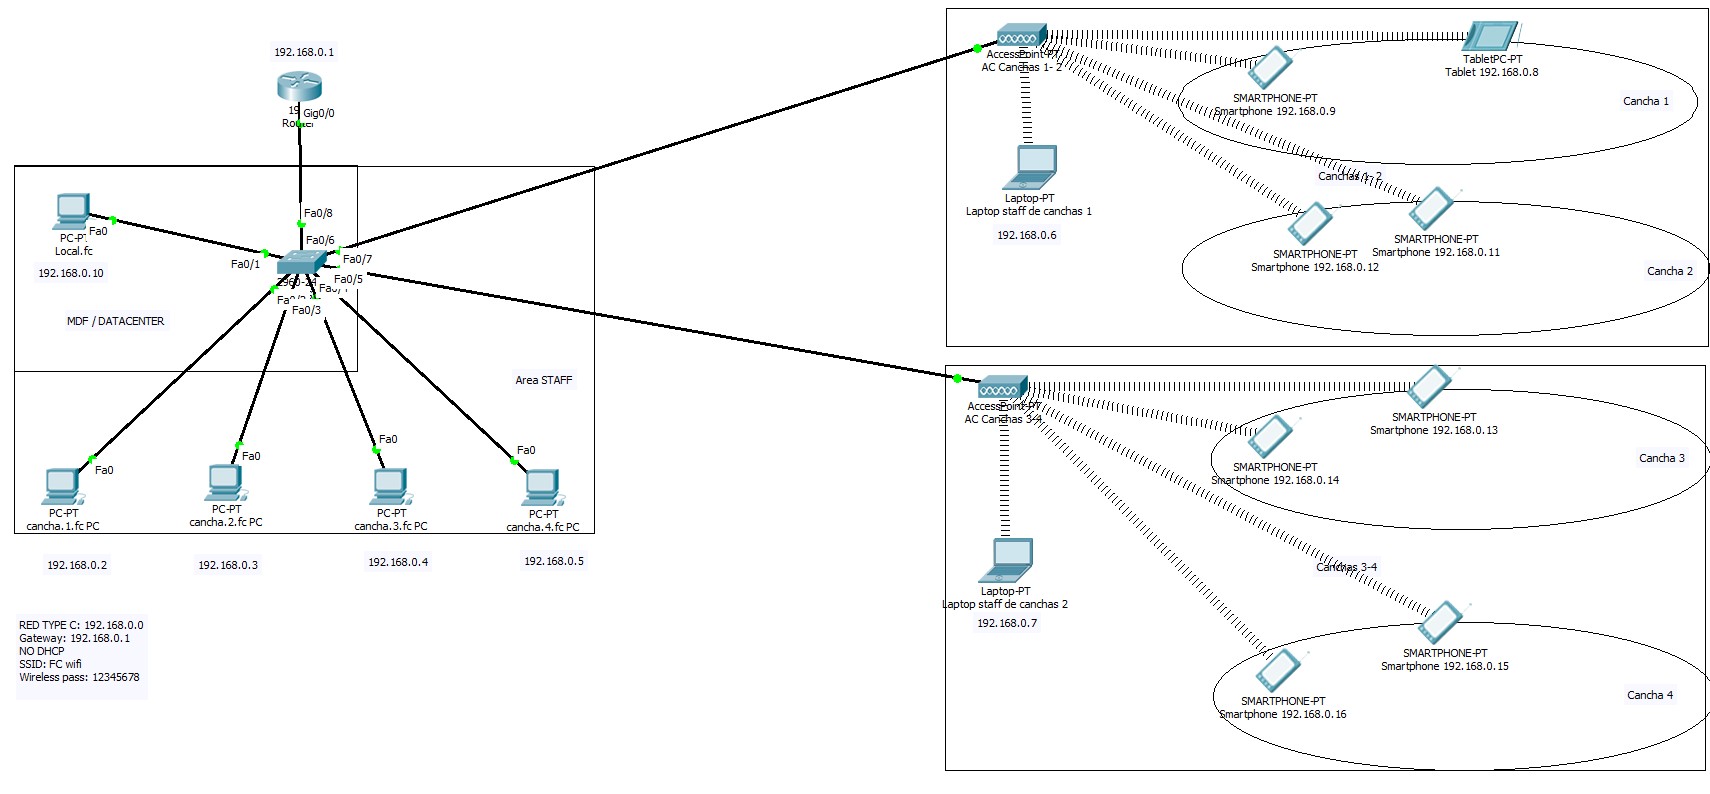 192.168.0.1
Gig0/0
Router
Fa0/8
Fa0/6
Fa0/7
Fa0/5
Fa0/1
Fa0/3
Fa0
PC-PT
Local.fc
192.168.0.10
MDF / DATACENTER
Area STAFF
Fa0
PC-PT
cancha.1.fc PC
192.168.0.2
Fa0
PC-PT
cancha.2.fc PC
192.168.0.3
Fa0
PC-PT
cancha.3.fc PC
192.168.0.4
Fa0
PC-PT
cancha.4.fc PC
192.168.0.5
RED TYPE C: 192.168.0.0
Gateway: 192.168.0.1
NO DHCP
SSID: FC wifi
Wireless pass: 12345678
AccessPoint-PT
AC Canchas 1- 2
Laptop-PT
Laptop staff de canchas 1
192.168.0.6
TabletPC-PT
Tablet 192.168.0.8
SMARTPHONE-PT
Smartphone 192.168.0.9
Cancha 1
Canchas 1- 2
SMARTPHONE-PT
Smartphone 192.168.0.11
SMARTPHONE-PT
Smartphone 192.168.0.12
Cancha 2
AccessPoint-PT
AC Canchas 3-4
Laptop-PT
Laptop staff de canchas 2
192.168.0.7
SMARTPHONE-PT
Smartphone 192.168.0.13
SMARTPHONE-PT
Smartphone 192.168.0.14
Cancha 3
Canchas 3-4
SMARTPHONE-PT
Smartphone 192.168.0.15
SMARTPHONE-PT
Smartphone 192.168.0.16
Cancha 4